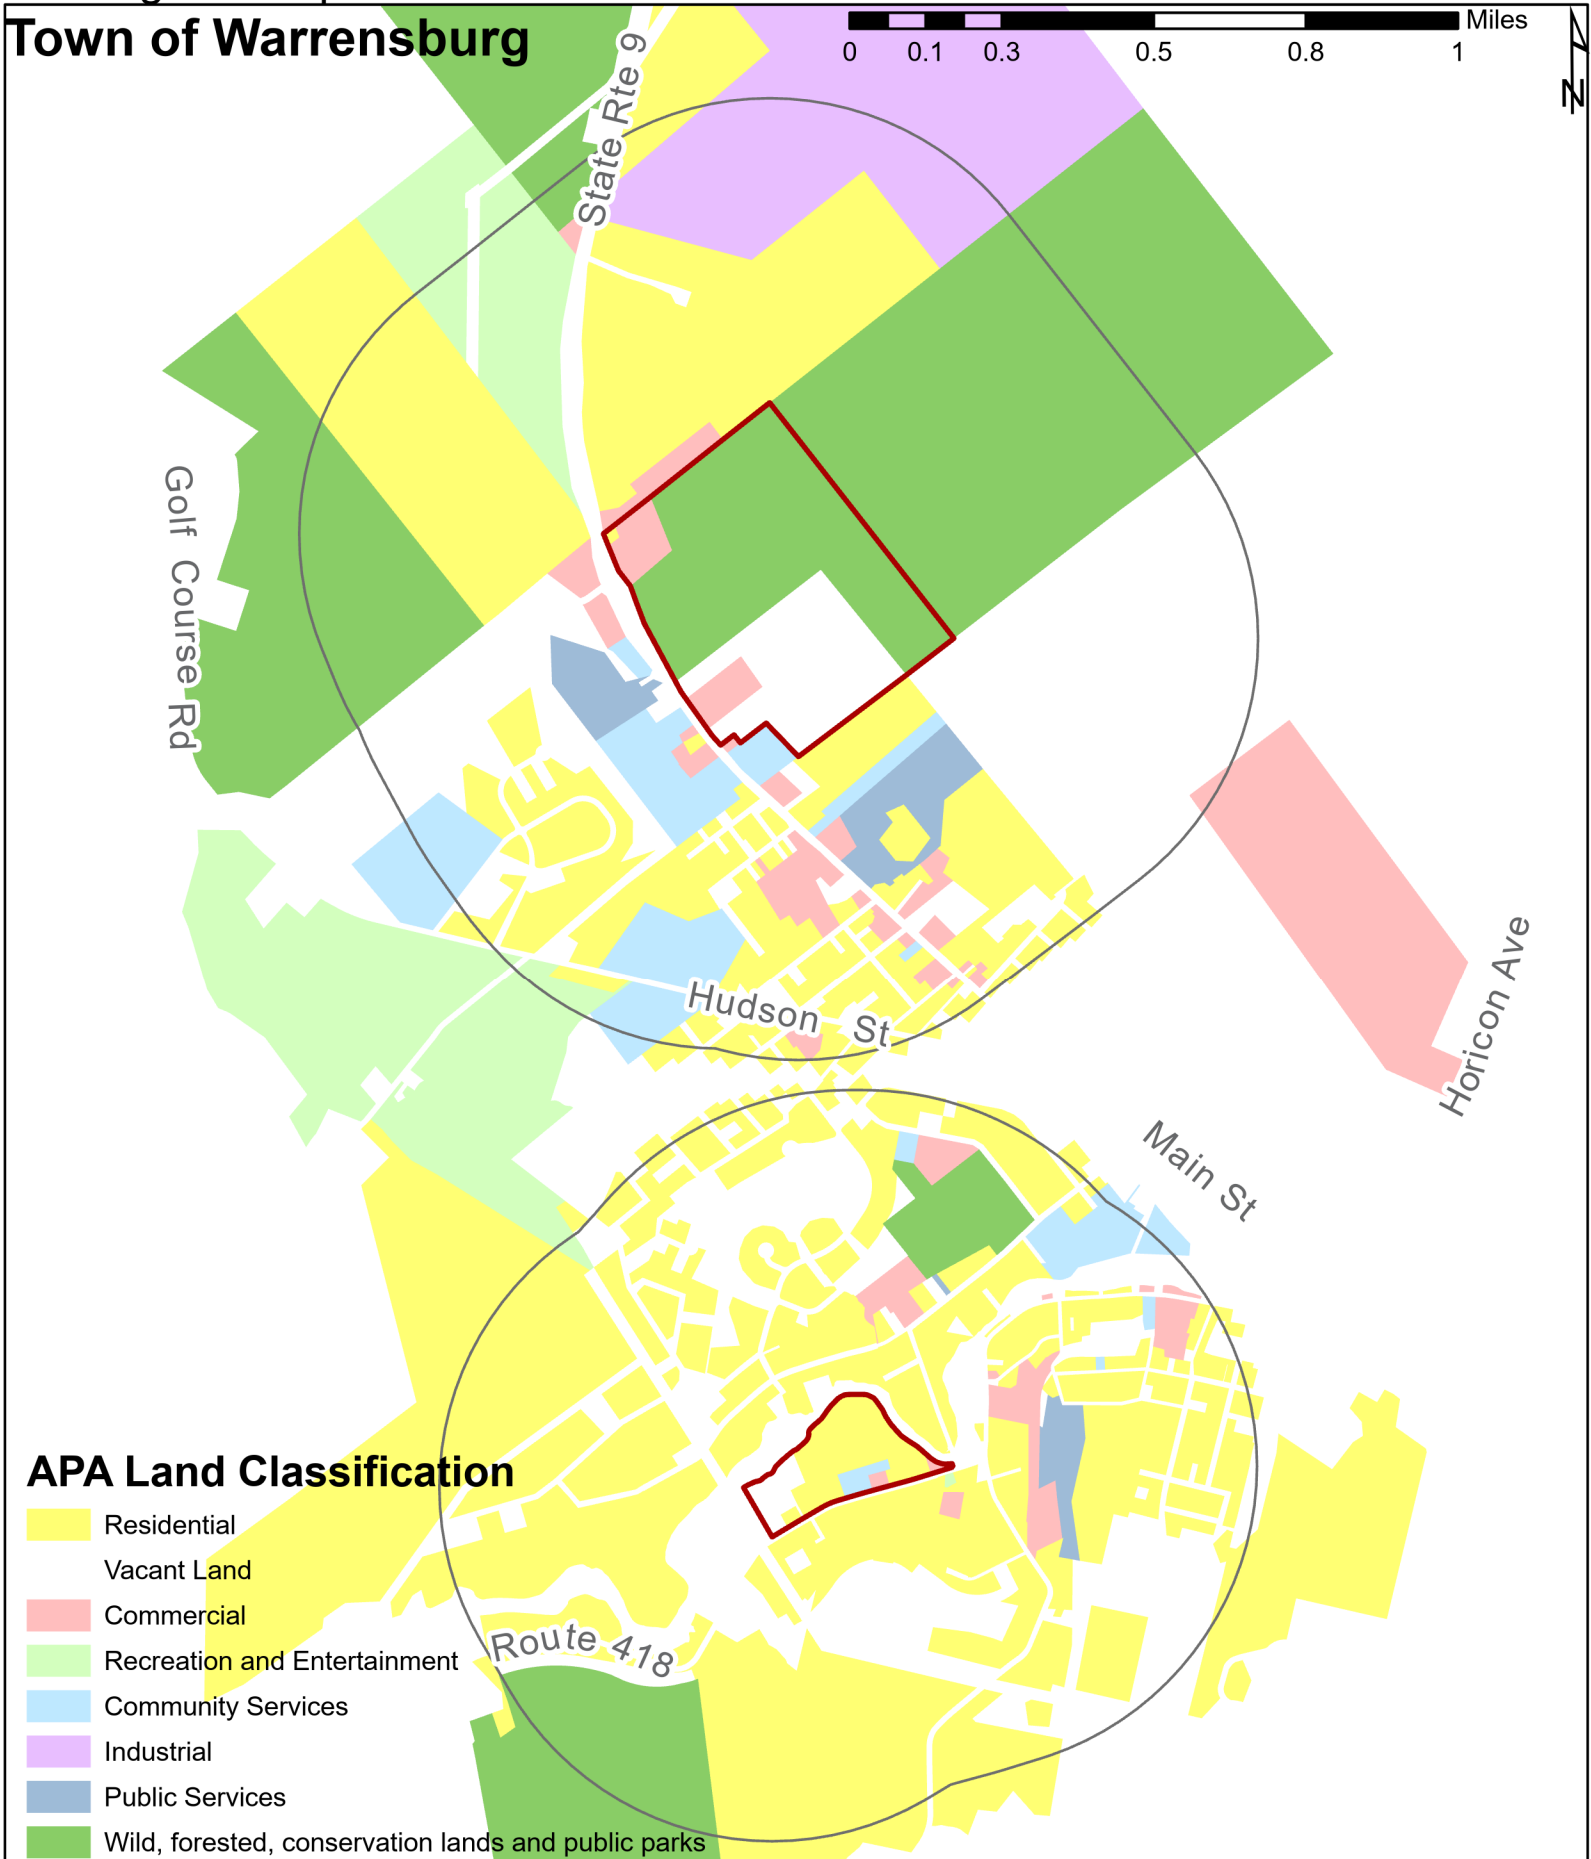 Town of Warrensburg
Miles
0 0.1 0.3 0.5 0.8 1
N
State Rte 9
Golf Course Rd
Hudson St
Horicon Ave
Main St
Route 418
APA Land Classification
Residential
Vacant Land
Commercial
Recreation and Entertainment
Community Services
Industrial
Public Services
Wild, forested, conservation lands and public parks